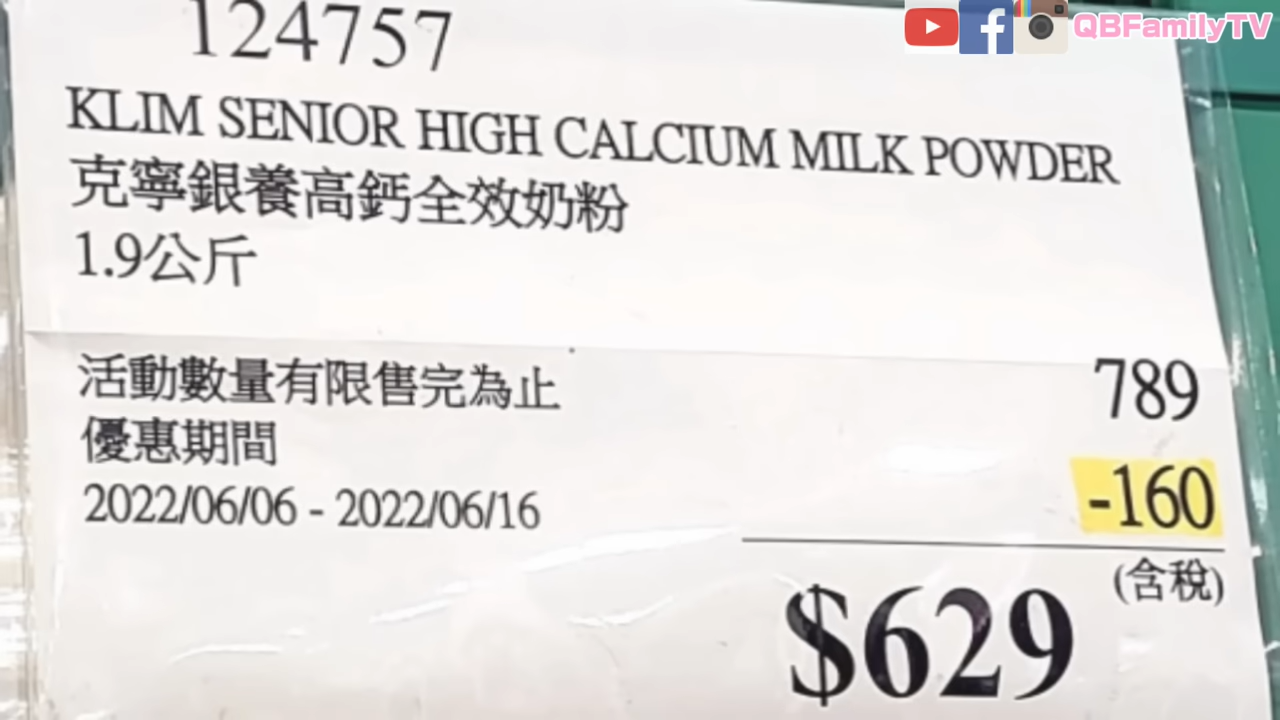 QBFamilyTV
124757
KLIM SENIOR HIGH CALCIUM MILK POWDER
克寧銀養高鈣全效奶粉
1.9公斤
活動數量有限售完為止
789
優惠期間
-160
2022/06/06 - 2022/06/16
(含稅)
$629